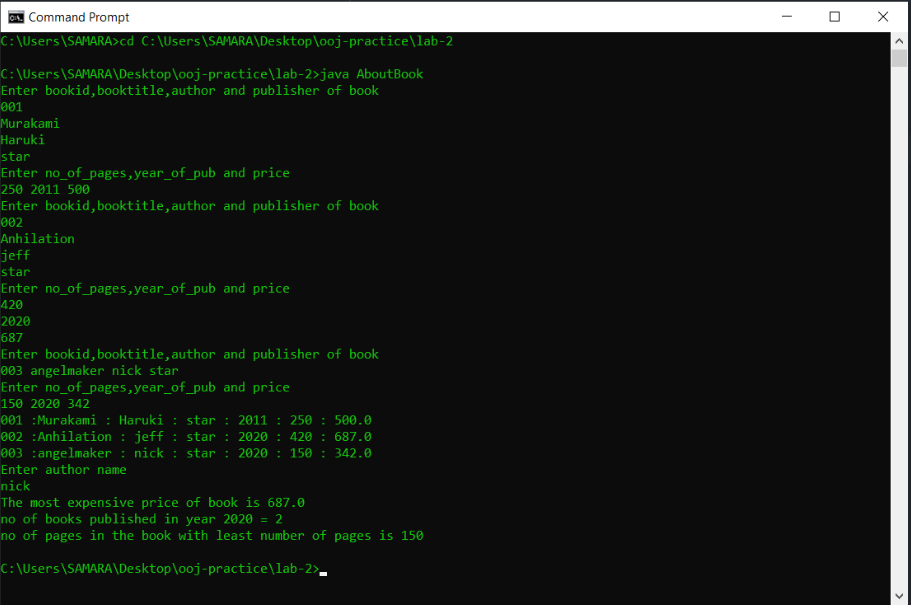 Command Prompt
C:\Users\SAMARA>cd C:\Users\SAMARA\Desktop\ooj-practice\lab-2
C:\Users\SAMARA\Desktop\ooj-practice\lab-2>java AboutBook
Enter bookid,booktitle,author and publisher of book
001
Murakami
Haruki
star
Enter no_of_pages,year_of_pub and price
250 2011 500
Enter bookid,booktitle,author and publisher of book
002
Anhilation
jeff
star
Enter no_of_pages,year_of_pub and price
420
2020
687
Enter bookid,booktitle,author and publisher of book
003 angelmaker nick star
Enter no_of_pages,year_of_pub and price
150 2020 342
001 :Murakami : Haruki : star : 2011 : 250 : 500.0
002 :Anhilation : jeff : star : 2020 : 420 : 687.0
003 :angelmaker : nick : star : 2020 : 150 : 342.0
Enter author name
nick
The most expensive price of book is 687.0
no of books published in year 2020 = 2
no of pages in the book with least number of pages is 150
C:\Users\SAMARA\Desktop\ooj-practice\lab-2>